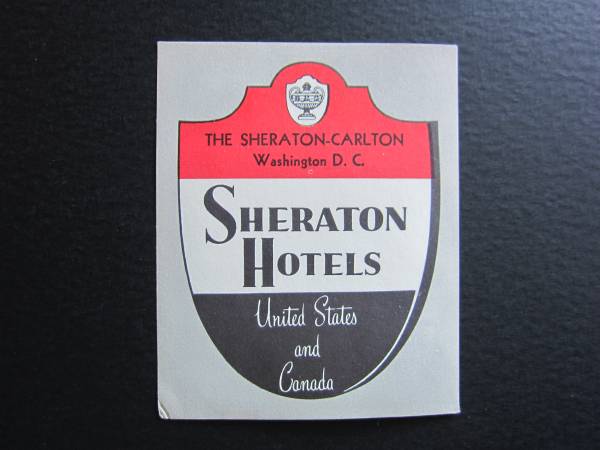 THE SHERATON-CARLTON
Washington D. C.
SHERATON
HOTELS
United States
and
Canada